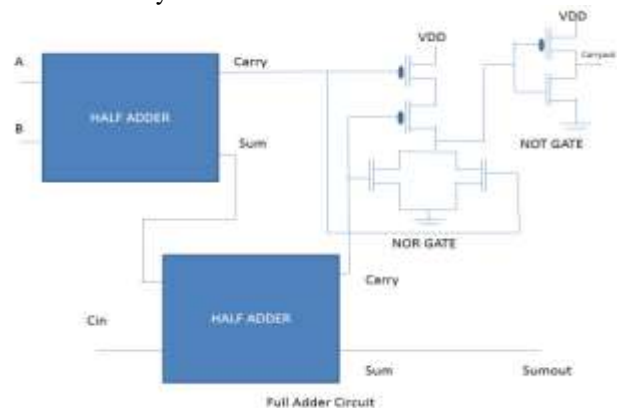 VDD
VDD
A
Carry
Carryout
HALF ADDER
B
Sum
NOT GATE
NOR GATE
Carry
Cin
HALF ADDER
Sum
Sumout
Full Adder Circuit